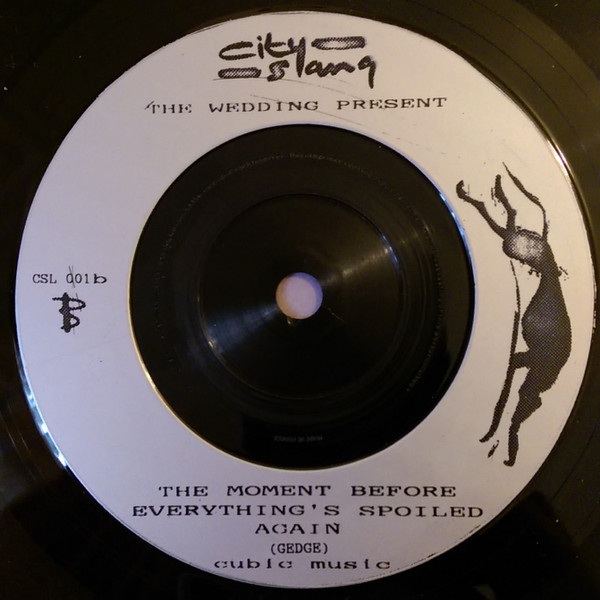 city
slang
THE WEDDING PRESENT
CSL 001b
THE MOMENT BEFORE
EVERYTHING'S SPOILED
AGAIN
(GEDGE)
cubic music